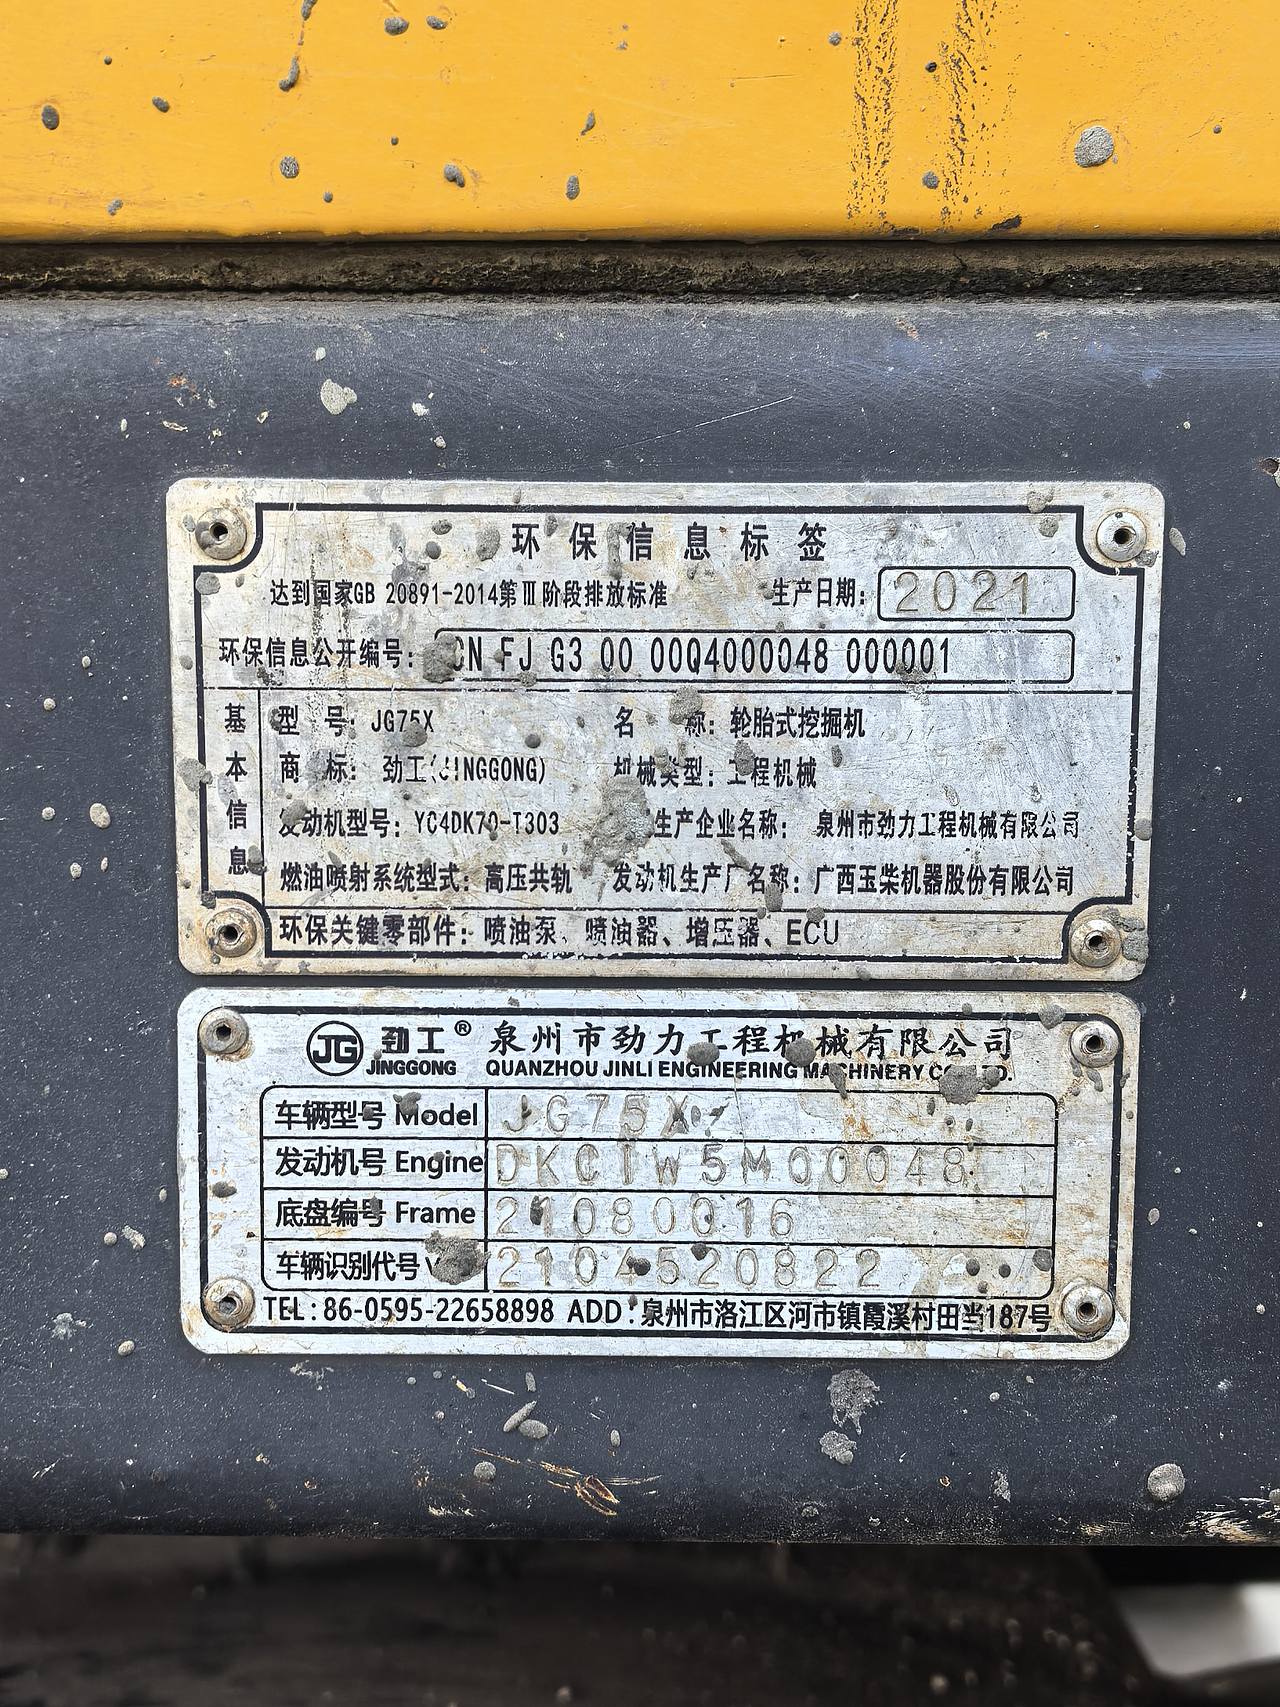 环保信息标签
达到国家GB 20891-2014第Ⅲ阶段排放标准 生产日期: 2021
环保信息公开编号: CN FJ G3 00 00Q4000048 000001
基本信息
型 号: JG75X 名 称: 轮胎式挖掘机
商 标: 劲工(JINGGONG) 机械类型: 工程机械
发动机型号: YC4DK70-T303 生产企业名称: 泉州市劲力工程机械有限公司
燃油喷射系统型式: 高压共轨 发动机生产厂名称: 广西玉柴机器股份有限公司
环保关键零部件: 喷油泵、喷油器、增压器、ECU
JG 劲工® 泉州市劲力工程机械有限公司
JINGGONG QUANZHOU JINLI ENGINEERING MACHINERY CO.,LTD.
车辆型号 Model JG75X
发动机号 Engine DKC1W5M00048
底盘编号 Frame 21080016
车辆识别代号 2104520822
TEL:86-0595-22658898 ADD:泉州市洛江区河市镇霞溪村田当187号